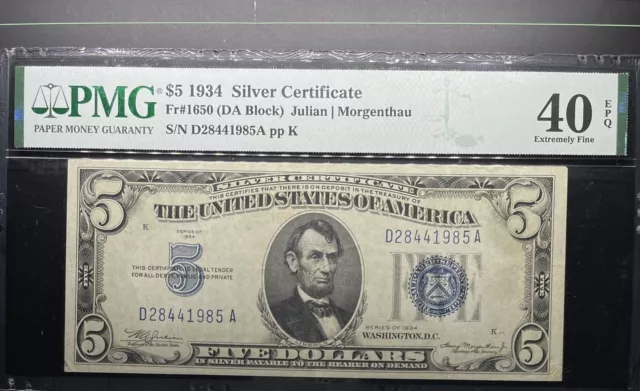 PMG
PAPER MONEY GUARANTY
$5 1934 Silver Certificate
Fr#1650 (DA Block) Julian | Morgenthau
S/N D28441985A pp K
40
EPQ
Extremely Fine
SILVER CERTIFICATE
THIS CERTIFIES THAT THERE IS ON DEPOSIT IN THE TREASURY OF
THE UNITED STATES OF AMERICA
5
5
K
SERIES OF
1934
D28441985 A
5
THIS CERTIFICATE IS LEGAL TENDER
FOR ALL DEBTS PUBLIC AND PRIVATE
FIVE
D28441985 A
SERIES OF 1934
WASHINGTON, D.C.
K
5
5
FIVE DOLLARS
IN SILVER PAYABLE TO THE BEARER ON DEMAND